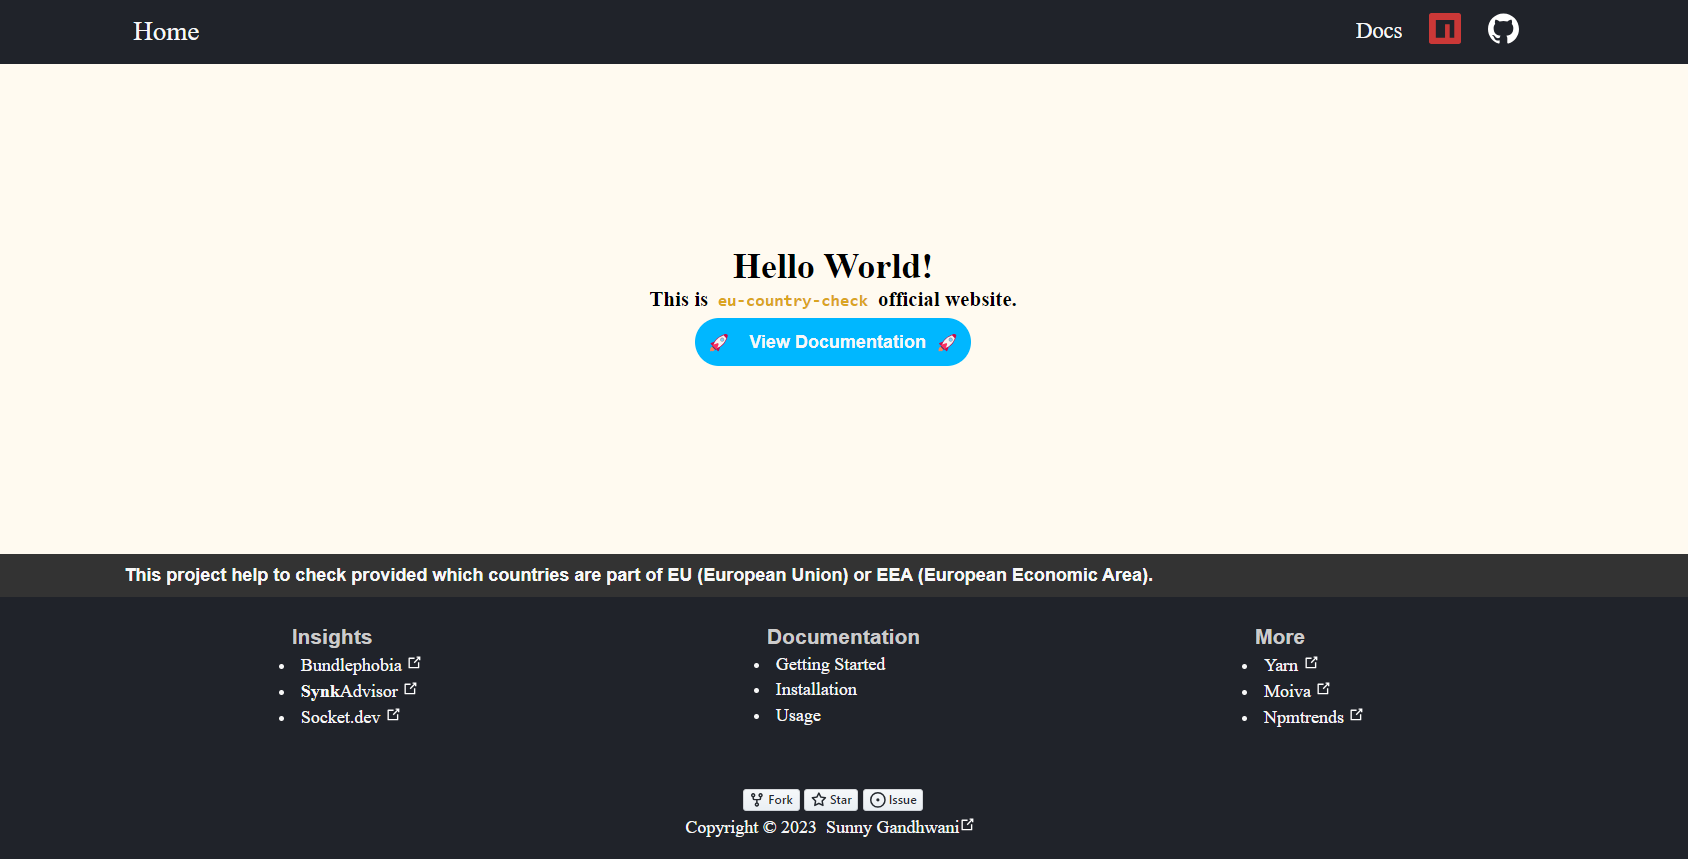 Home
Docs
Hello World!
This is eu-country-check official website.
🚀 View Documentation 🚀
This project help to check provided which countries are part of EU (European Union) or EEA (European Economic Area).
Insights
• Bundlephobia
• SynkAdvisor
• Socket.dev
Documentation
• Getting Started
• Installation
• Usage
More
• Yarn
• Moiva
• Npmtrends
Fork Star Issue
Copyright © 2023 Sunny Gandhwani